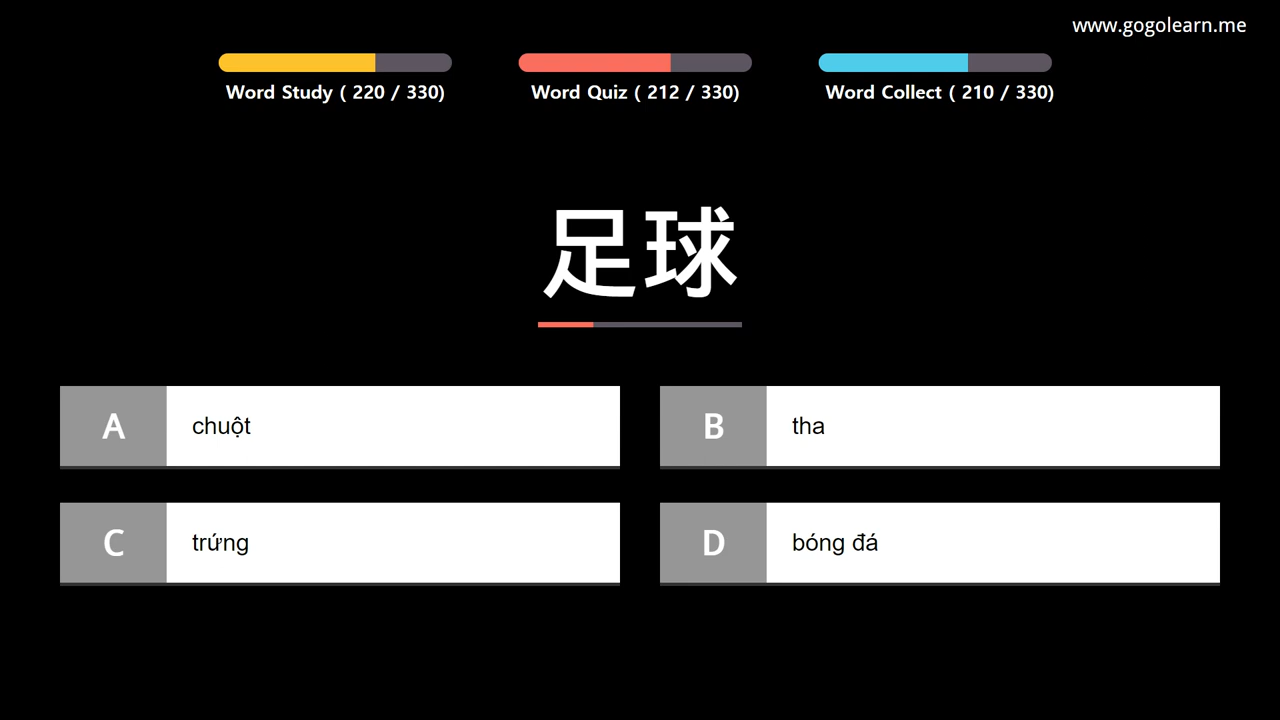 www.gogolearn.me
Word Study ( 220 / 330)
Word Quiz ( 212 / 330)
Word Collect ( 210 / 330)
足球
A
chuột
B
tha
C
trứng
D
bóng đá